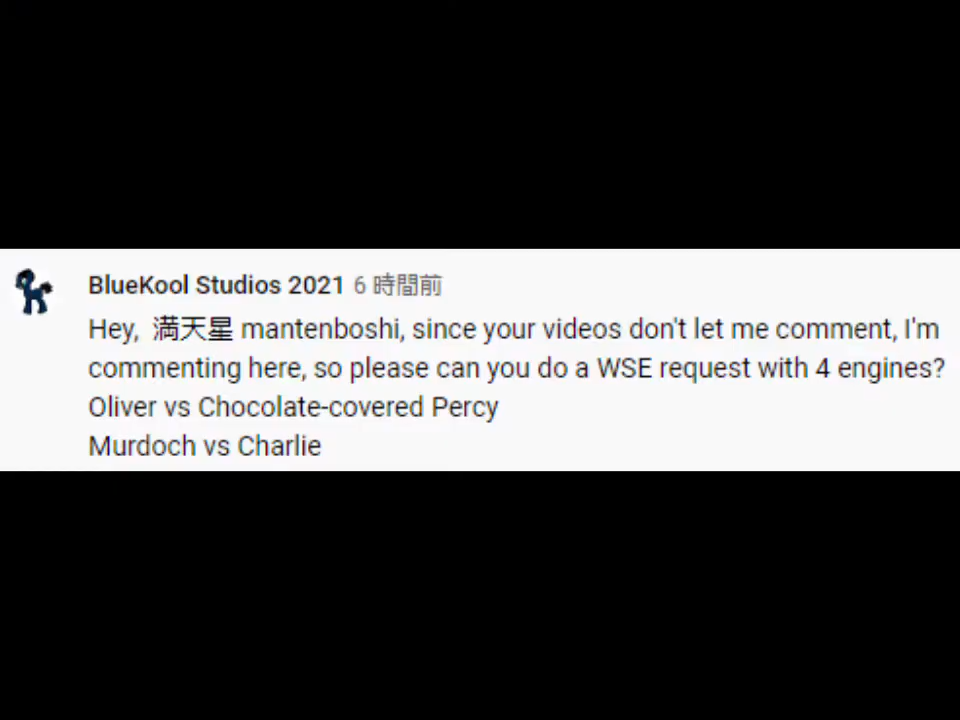 BlueKool Studios 2021 6 時間前
Hey,  満天星 mantenboshi, since your videos don't let me comment, I'm
commenting here, so please can you do a WSE request with 4 engines?
Oliver vs Chocolate-covered Percy
Murdoch vs Charlie